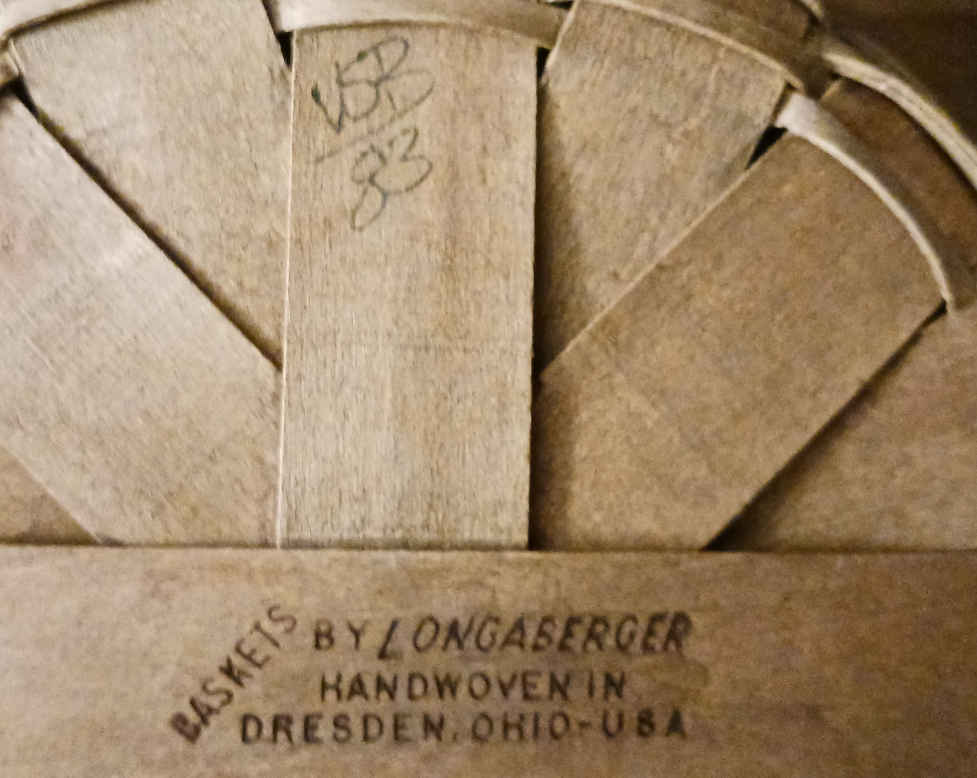 83
BASKETS BY LONGABERGER
HANDWOVEN IN
DRESDEN, OHIO-USA